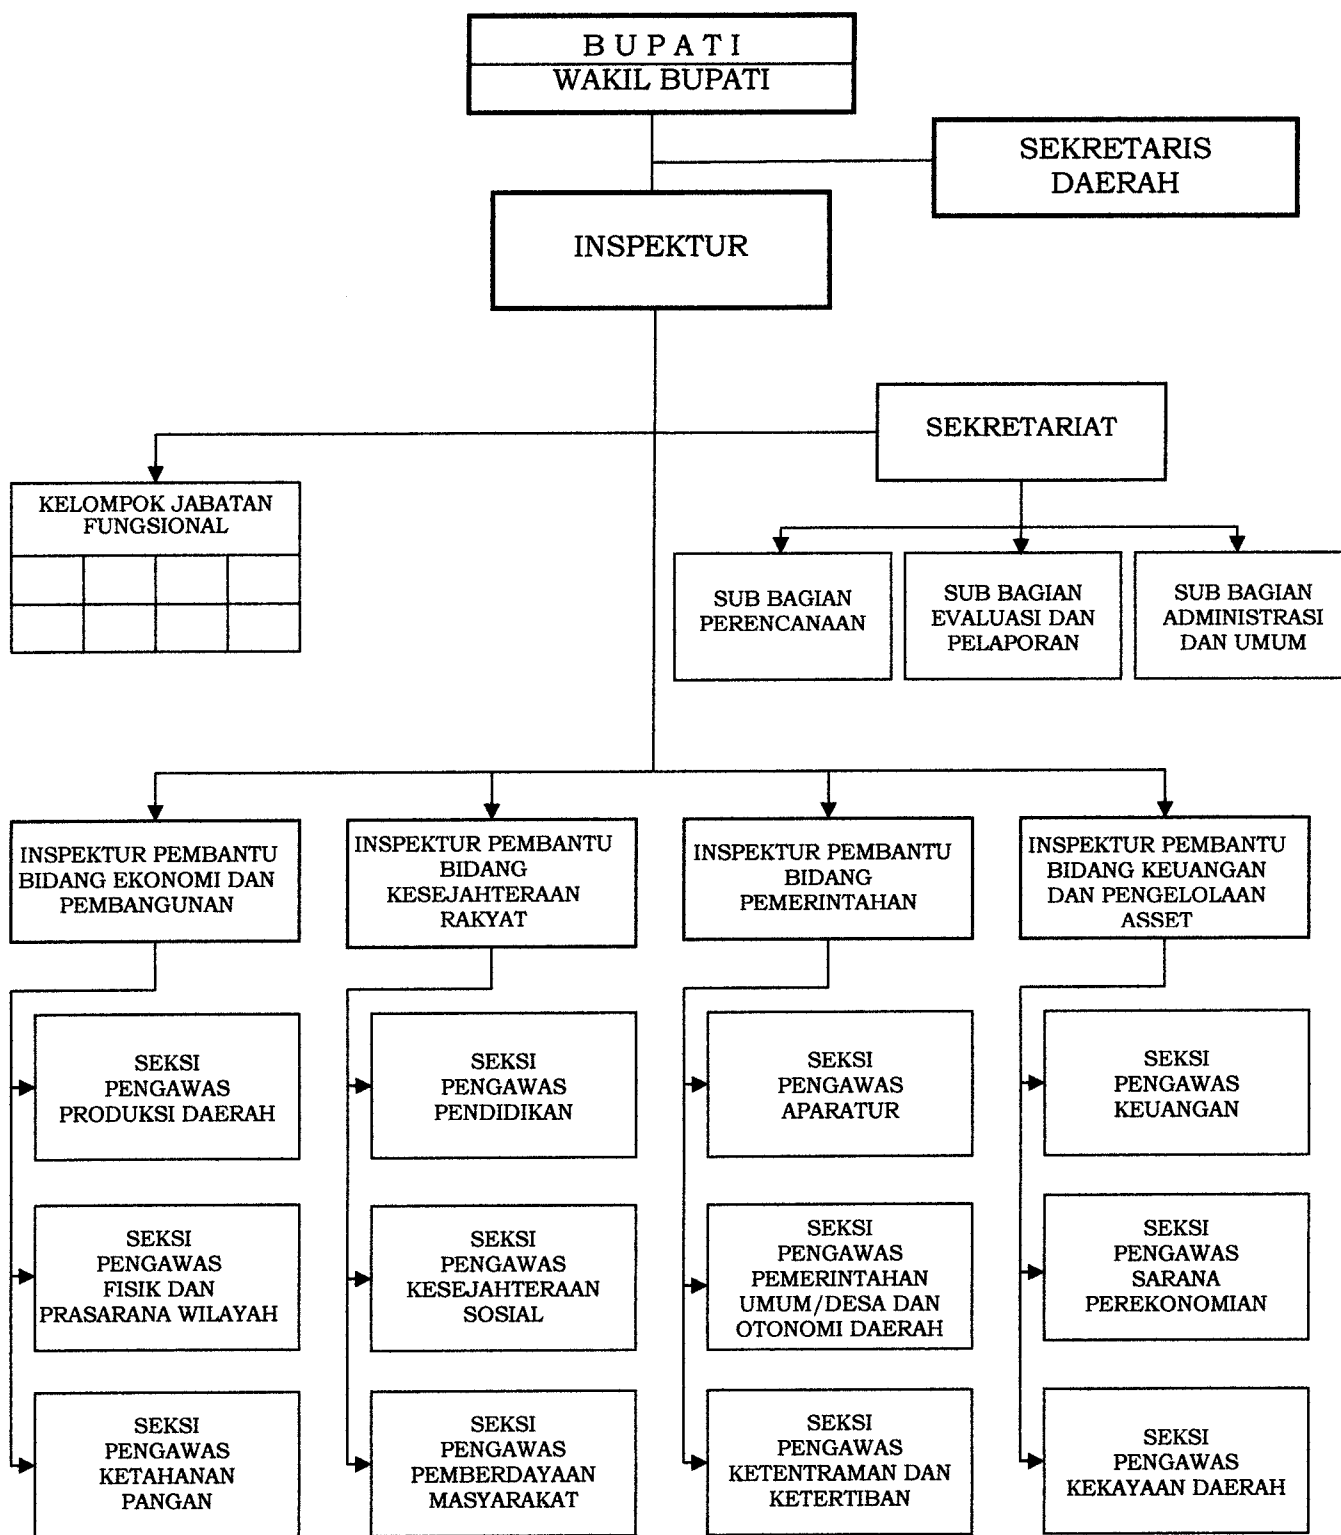 B U P A T I
WAKIL BUPATI
SEKRETARIS
DAERAH
INSPEKTUR
SEKRETARIAT
KELOMPOK JABATAN
FUNGSIONAL
SUB BAGIAN
PERENCANAAN
SUB BAGIAN
EVALUASI DAN
PELAPORAN
SUB BAGIAN
ADMINISTRASI
DAN UMUM
INSPEKTUR PEMBANTU
BIDANG EKONOMI DAN
PEMBANGUNAN
INSPEKTUR PEMBANTU
BIDANG
KESEJAHTERAAN
RAKYAT
INSPEKTUR PEMBANTU
BIDANG
PEMERINTAHAN
INSPEKTUR PEMBANTU
BIDANG KEUANGAN
DAN PENGELOLAAN
ASSET
SEKSI
PENGAWAS
PRODUKSI DAERAH
SEKSI
PENGAWAS
PENDIDIKAN
SEKSI
PENGAWAS
APARATUR
SEKSI
PENGAWAS
KEUANGAN
SEKSI
PENGAWAS
FISIK DAN
PRASARANA WILAYAH
SEKSI
PENGAWAS
KESEJAHTERAAN
SOSIAL
SEKSI
PENGAWAS
PEMERINTAHAN
UMUM/DESA DAN
OTONOMI DAERAH
SEKSI
PENGAWAS
SARANA
PEREKONOMIAN
SEKSI
PENGAWAS
KETAHANAN
PANGAN
SEKSI
PENGAWAS
PEMBERDAYAAN
MASYARAKAT
SEKSI
PENGAWAS
KETENTRAMAN DAN
KETERTIBAN
SEKSI
PENGAWAS
KEKAYAAN DAERAH